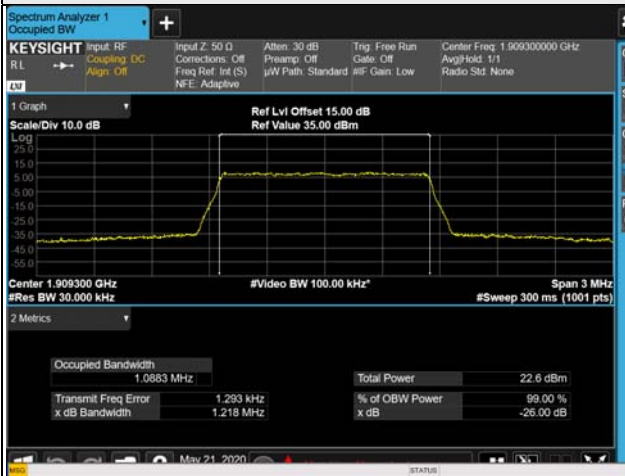 Spectrum Analyzer 1
Occupied BW
KEYSIGHT
RL
LXI
Input: RF
Coupling: DC
Align: Off
Input Z: 50 Ω
Corrections: Off
Freq Ref: Int (S)
NFE: Adaptive
Atten: 30 dB
Preamp: Off
µW Path: Standard
Trig: Free Run
Gate: Off
#IF Gain: Low
Center Freq: 1.909300000 GHz
Avg|Hold: 1/1
Radio Std: None
1 Graph
Scale/Div 10.0 dB
Ref Lvl Offset 15.00 dB
Ref Value 35.00 dBm
Log
25.0
15.0
5.00
-5.00
-15.0
-25.0
-35.0
-45.0
-55.0
Center 1.909300 GHz
#Res BW 30.000 kHz
#Video BW 100.00 kHz*
Span 3 MHz
#Sweep 300 ms (1001 pts)
2 Metrics
Occupied Bandwidth
1.0883 MHz
Transmit Freq Error 1.293 kHz
x dB Bandwidth 1.218 MHz
Total Power 22.6 dBm
% of OBW Power 99.00 %
x dB -26.00 dB
May 21, 2020
MSG
STATUS